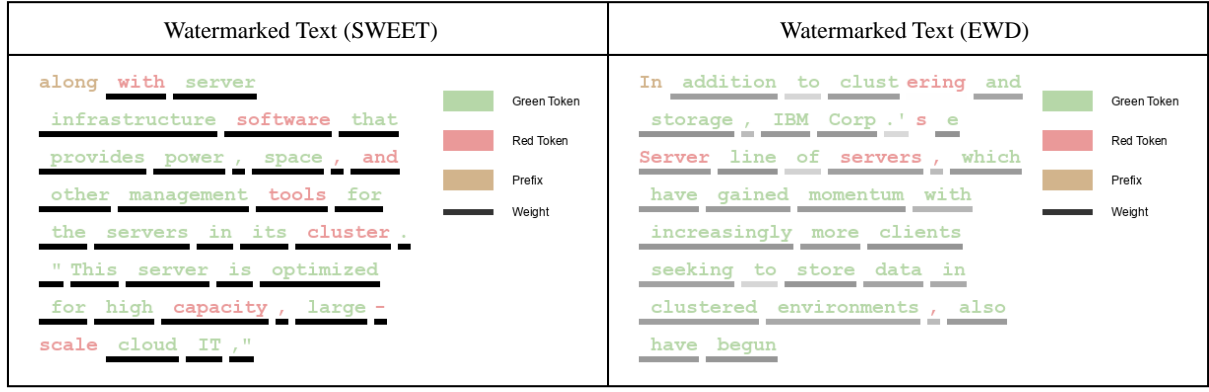 Watermarked Text (SWEET)
along with server
infrastructure software that
provides power , space , and
other management tools for
the servers in its cluster .
" This server is optimized
for high capacity , large -
scale cloud IT ,"
Green Token
Red Token
Prefix
Weight
Watermarked Text (EWD)
In addition to clust ering and
storage , IBM Corp .' s e
Server line of servers , which
have gained momentum with
increasingly more clients
seeking to store data in
clustered environments , also
have begun
Green Token
Red Token
Prefix
Weight